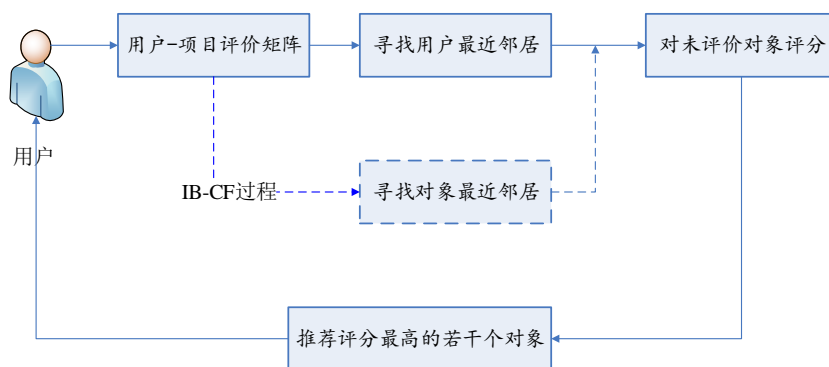 用户-项目评价矩阵
寻找用户最近邻居
对未评价对象评分
用户
IB-CF过程
寻找对象最近邻居
推荐评分最高的若干个对象